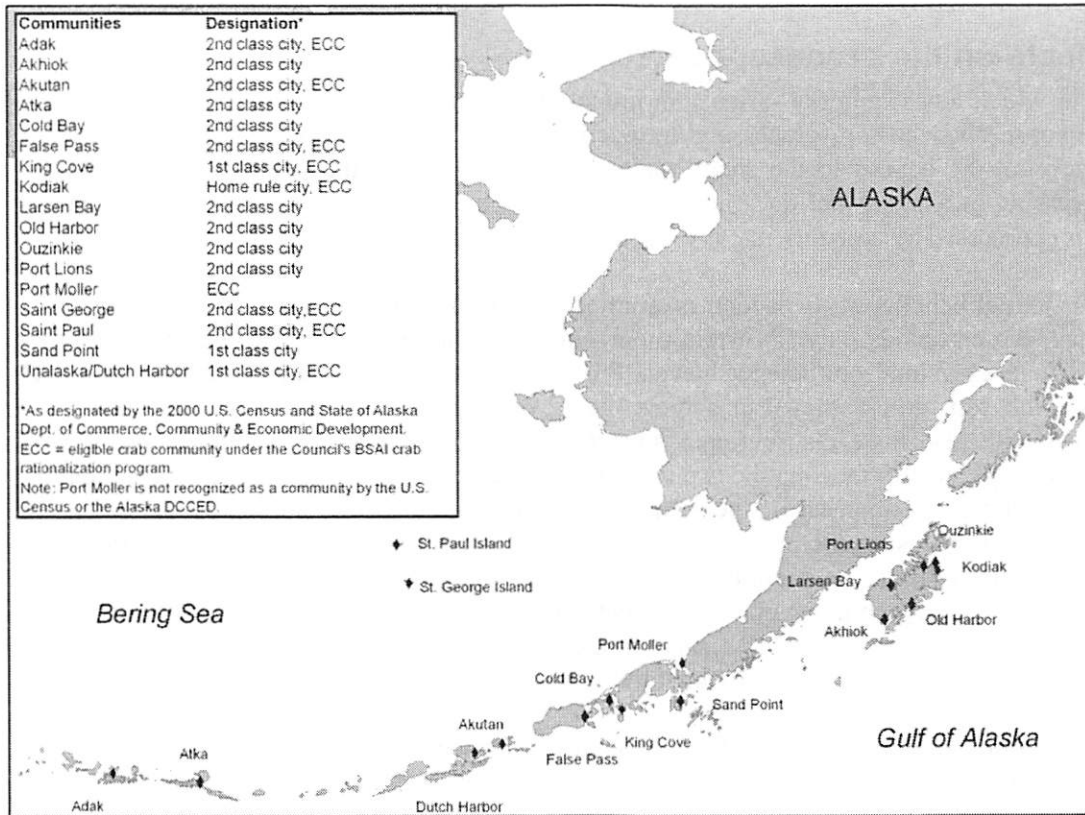 Communities Designation*
Adak 2nd class city, ECC
Akhiok 2nd class city
Akutan 2nd class city, ECC
Atka 2nd class city
Cold Bay 2nd class city
False Pass 2nd class city, ECC
King Cove 1st class city, ECC
Kodiak Home rule city, ECC
Larsen Bay 2nd class city
Old Harbor 2nd class city
Ouzinkie 2nd class city
Port Lions 2nd class city
Port Moller ECC
Saint George 2nd class city,ECC
Saint Paul 2nd class city, ECC
Sand Point 1st class city
Unalaska/Dutch Harbor 1st class city, ECC
*As designated by the 2000 U.S. Census and State of Alaska
Dept. of Commerce, Community & Economic Development.
ECC = eligible crab community under the Council's BSAI crab
rationalization program.
Note: Port Moller is not recognized as a community by the U.S.
Census or the Alaska DCCED.
ALASKA
St. Paul Island
St. George Island
Bering Sea
Ouzinkie
Port Lions
Kodiak
Larsen Bay
Old Harbor
Akhiok
Port Moller
Cold Bay
Sand Point
King Cove
False Pass
Gulf of Alaska
Akutan
Dutch Harbor
Atka
Adak